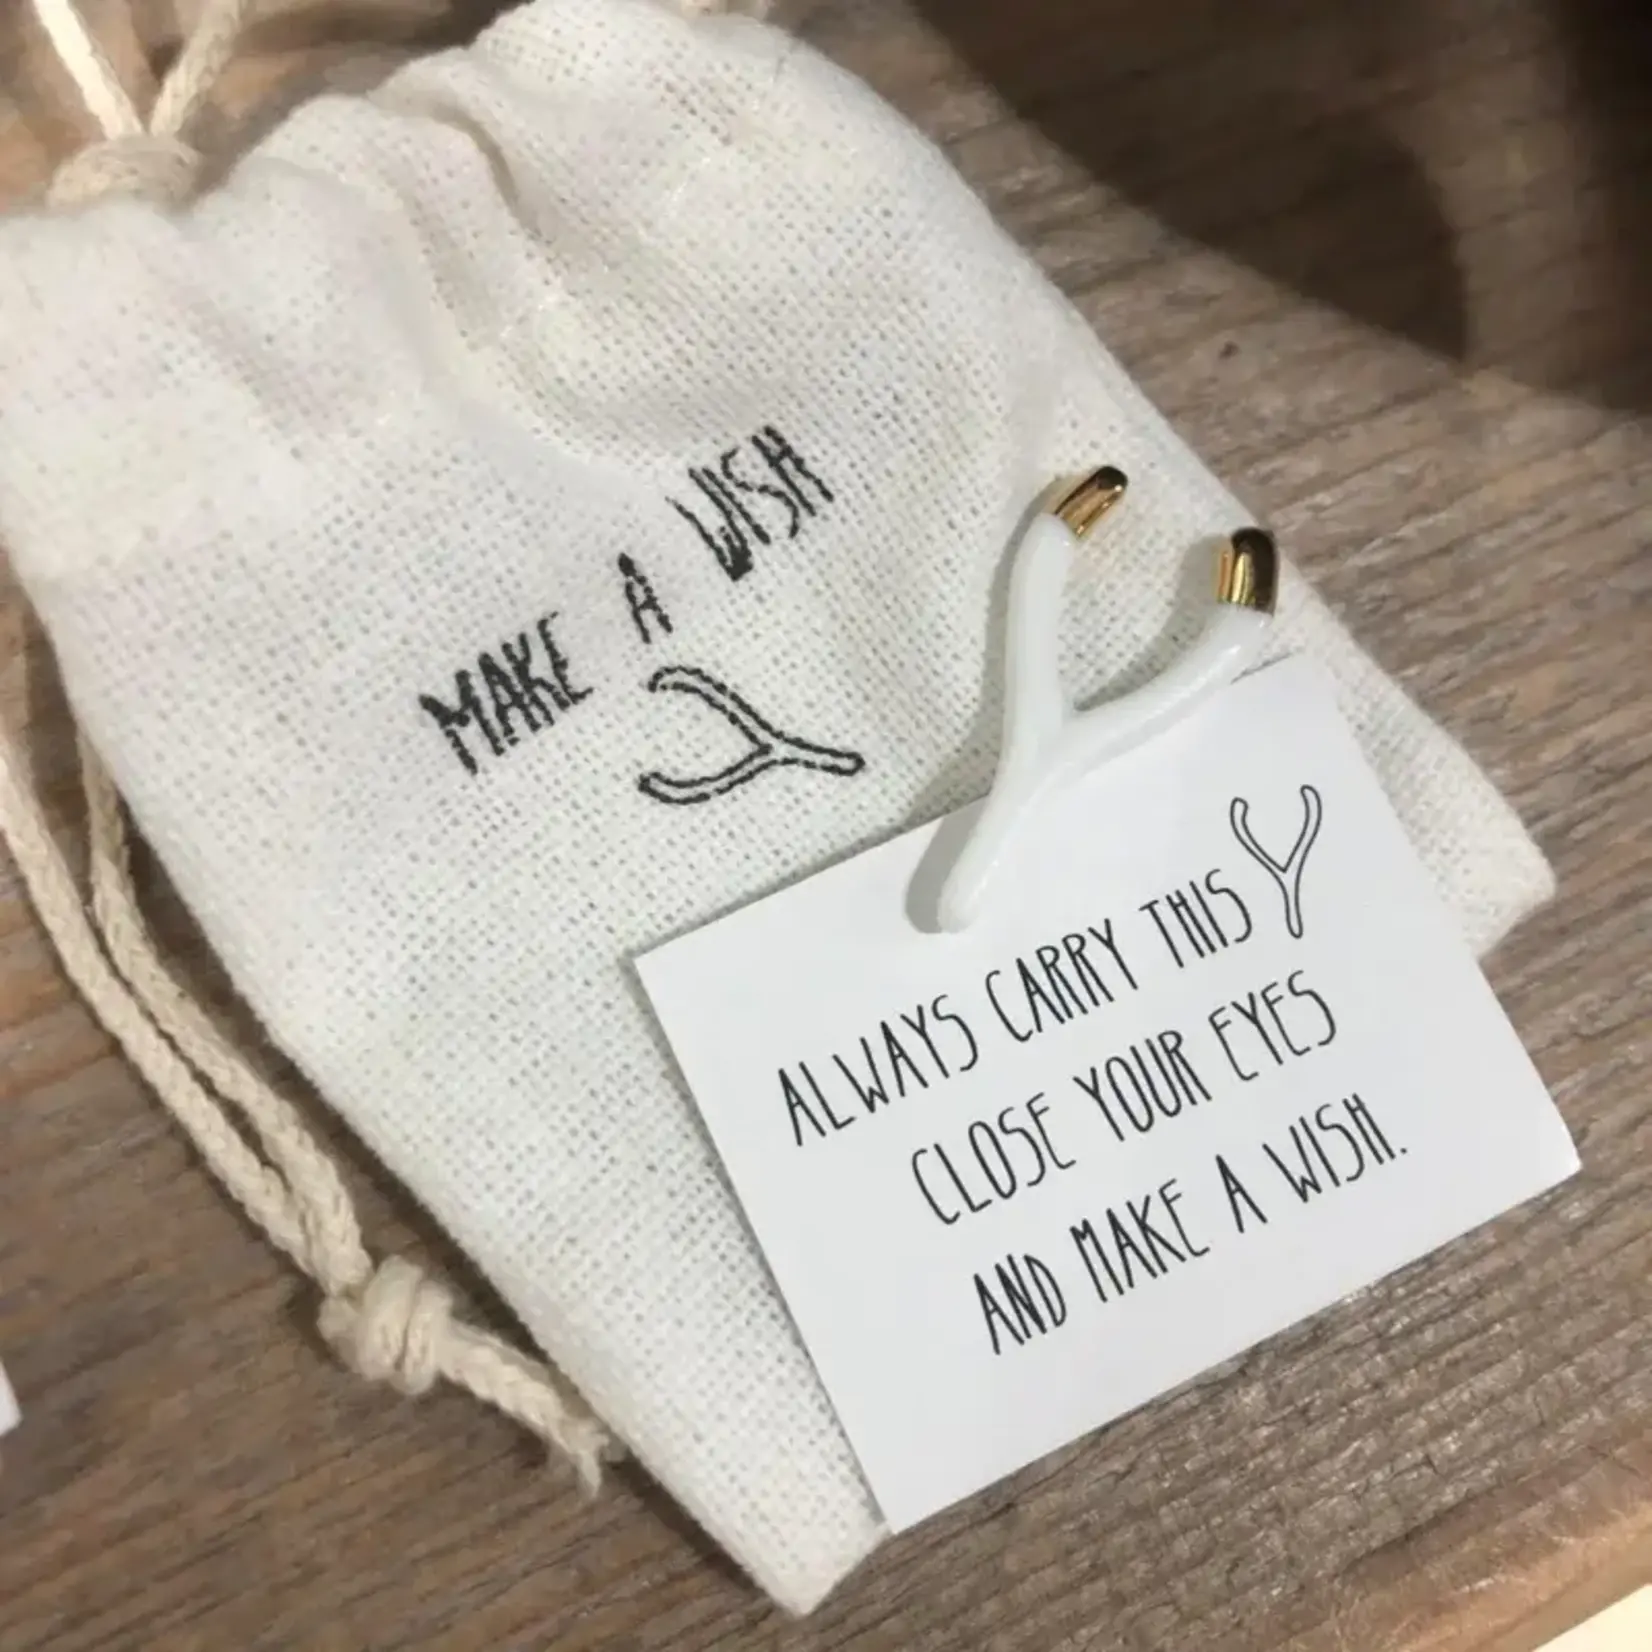 MAKE A WISH
ALWAYS CARRY THIS
CLOSE YOUR EYES
AND MAKE A WISH.